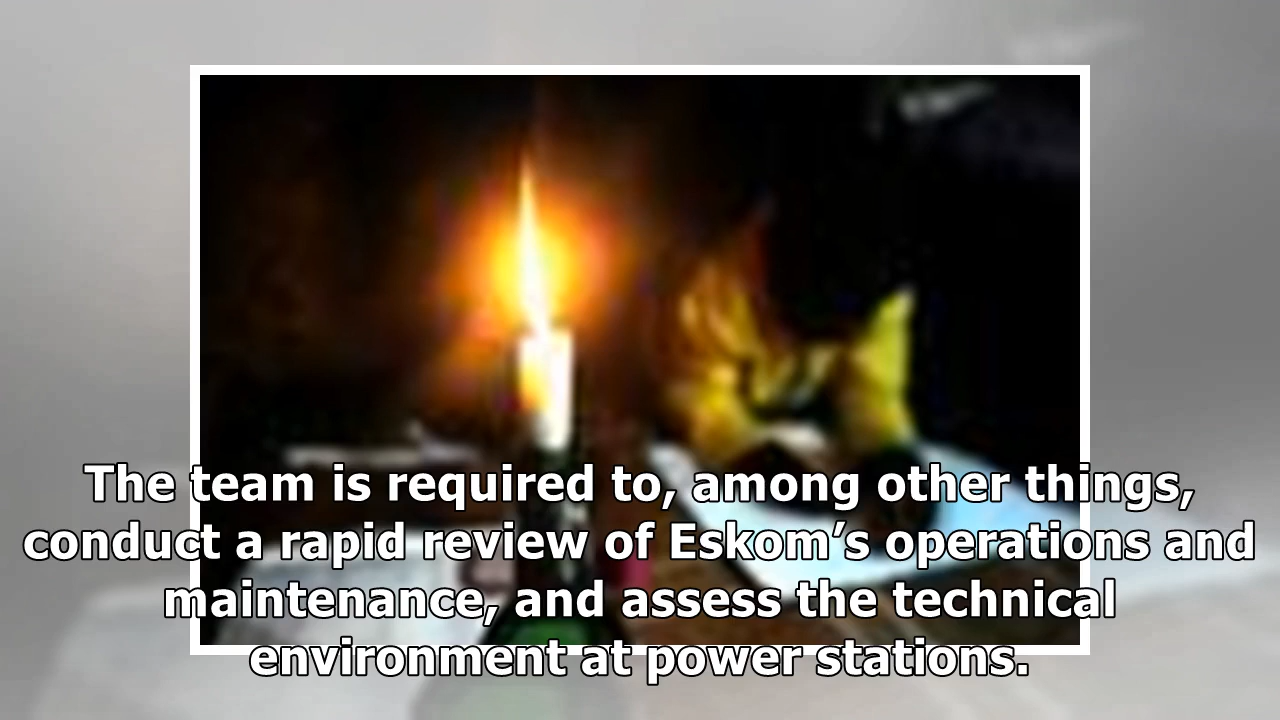 The team is required to, among other things,
conduct a rapid review of Eskom’s operations and
maintenance, and assess the technical
environment at power stations.